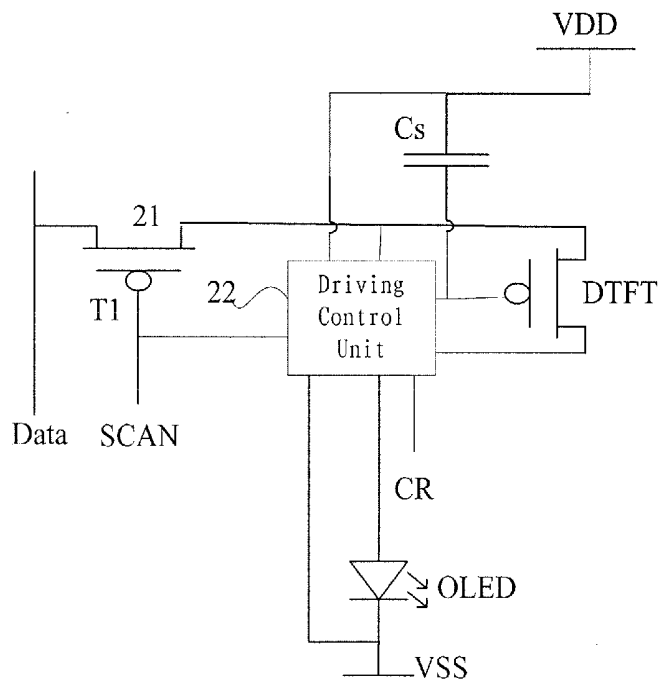 VDD
Cs
21
T1
22
Driving
Control
Unit
DTFT
Data
SCAN
CR
OLED
VSS